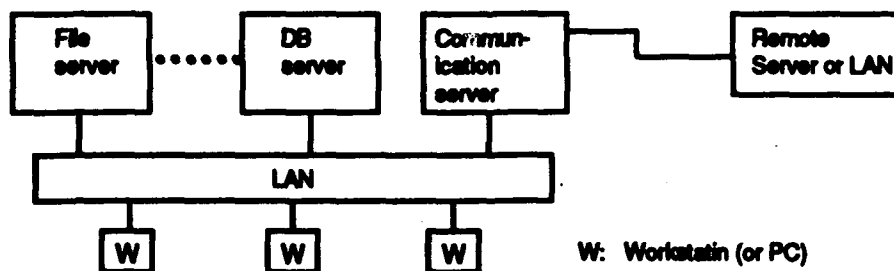 File
server
DB
server
Commun-
ication
server
Remote
Server or LAN
LAN
W
W
W
W: Workstatin (or PC)